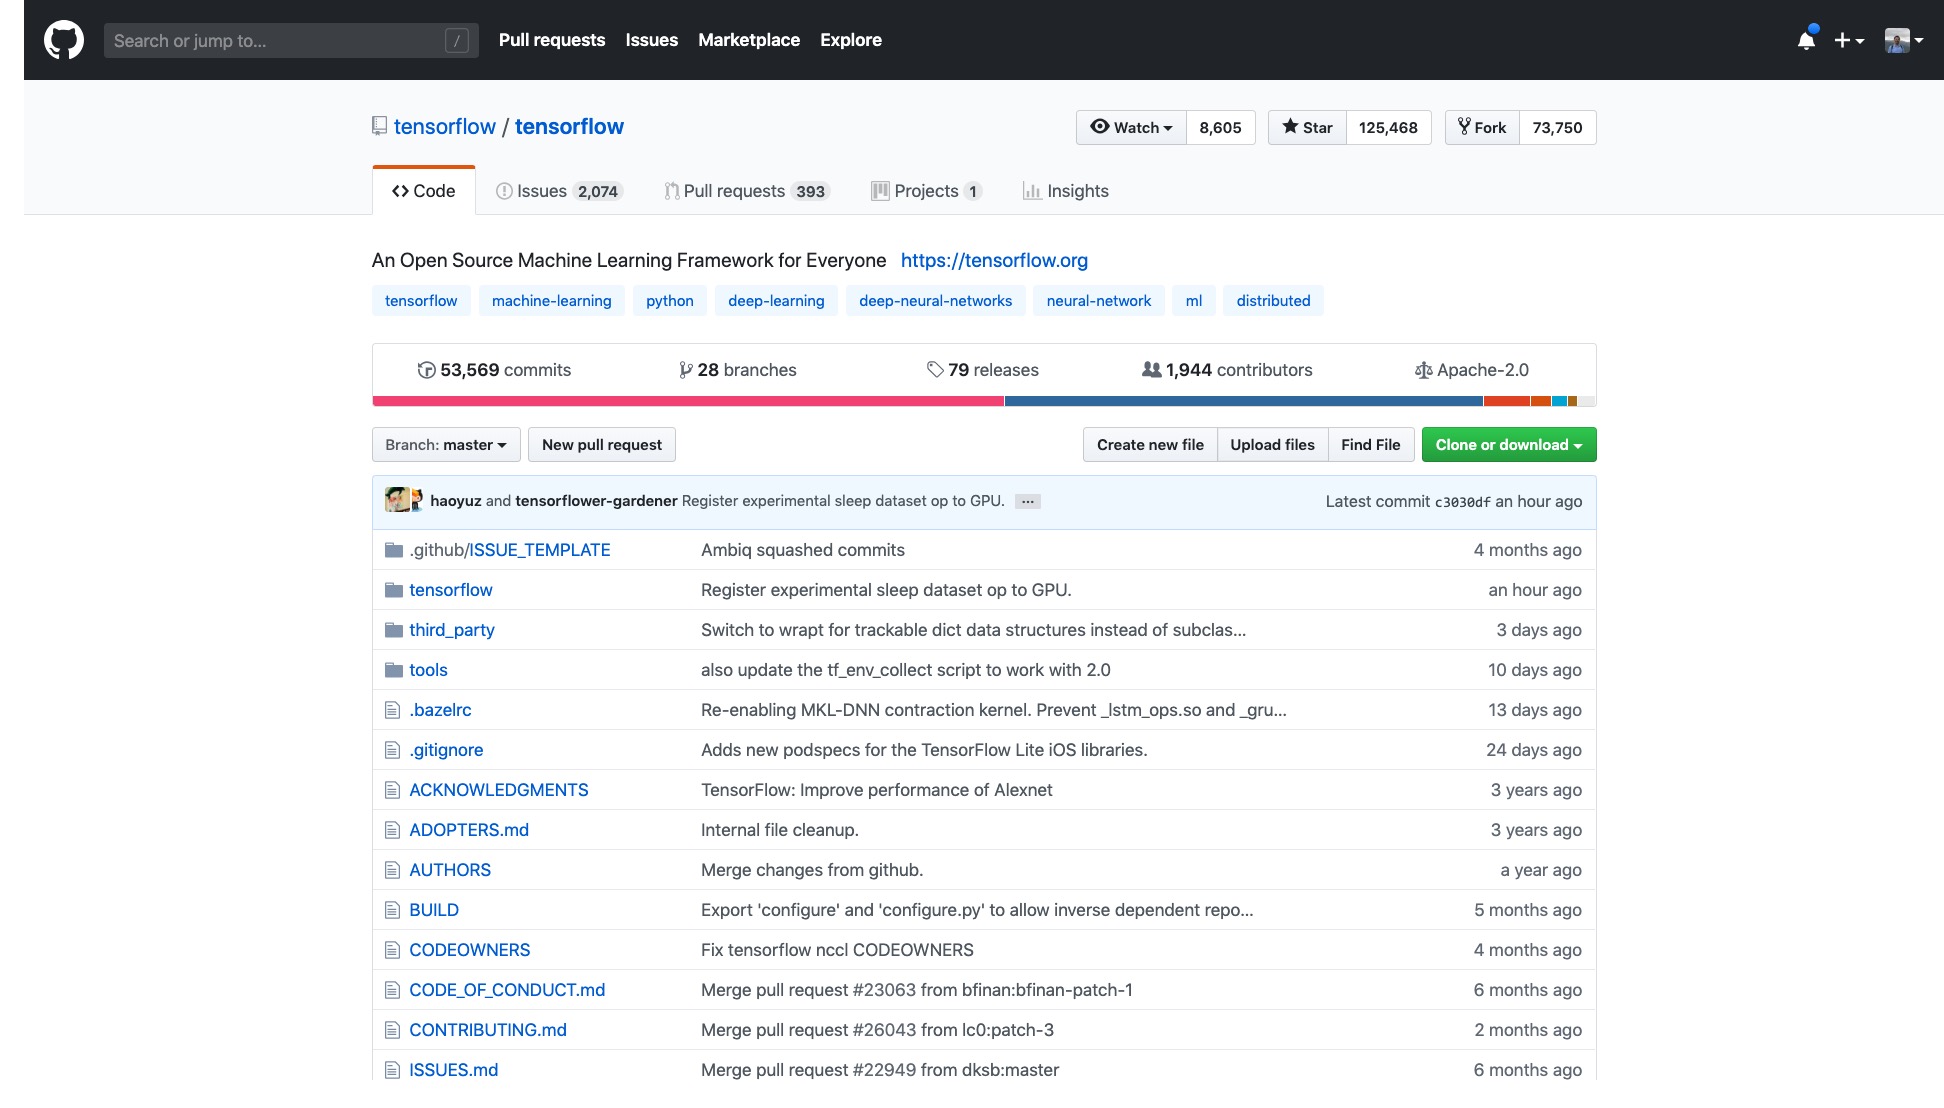 Search or jump to... / Pull requests Issues Marketplace Explore
tensorflow / tensorflow Watch 8,605 Star 125,468 Fork 73,750
Code Issues 2,074 Pull requests 393 Projects 1 Insights
An Open Source Machine Learning Framework for Everyone https://tensorflow.org
tensorflow machine-learning python deep-learning deep-neural-networks neural-network ml distributed
53,569 commits 28 branches 79 releases 1,944 contributors Apache-2.0
Branch: master New pull request Create new file Upload files Find File Clone or download
haoyuz and tensorflower-gardener Register experimental sleep dataset op to GPU. ... Latest commit c3030df an hour ago
.github/ISSUE_TEMPLATE Ambiq squashed commits 4 months ago
tensorflow Register experimental sleep dataset op to GPU. an hour ago
third_party Switch to wrapt for trackable dict data structures instead of subclas... 3 days ago
tools also update the tf_env_collect script to work with 2.0 10 days ago
.bazelrc Re-enabling MKL-DNN contraction kernel. Prevent _lstm_ops.so and _gru... 13 days ago
.gitignore Adds new podspecs for the TensorFlow Lite iOS libraries. 24 days ago
ACKNOWLEDGMENTS TensorFlow: Improve performance of Alexnet 3 years ago
ADOPTERS.md Internal file cleanup. 3 years ago
AUTHORS Merge changes from github. a year ago
BUILD Export 'configure' and 'configure.py' to allow inverse dependent repo... 5 months ago
CODEOWNERS Fix tensorflow nccl CODEOWNERS 4 months ago
CODE_OF_CONDUCT.md Merge pull request #23063 from bfinan:bfinan-patch-1 6 months ago
CONTRIBUTING.md Merge pull request #26043 from lc0:patch-3 2 months ago
ISSUES.md Merge pull request #22949 from dksb:master 6 months ago